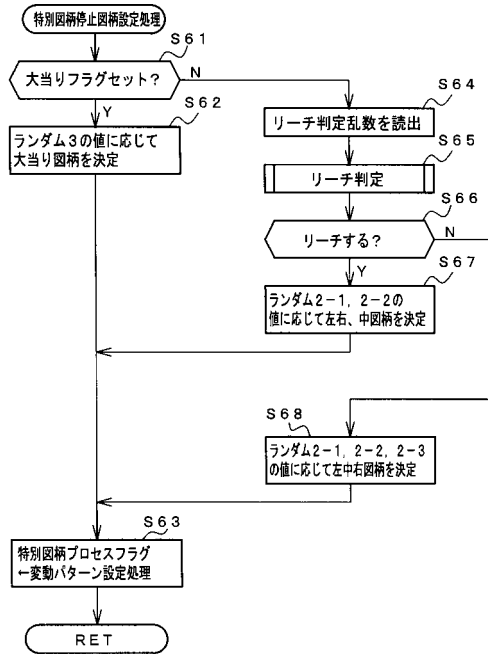 特別図柄停止図柄設定処理
S61
大当りフラグセット？
N
Y
S62
ランダム3の値に応じて
大当り図柄を決定
S64
リーチ判定乱数を読出
S65
リーチ判定
S66
リーチする？
N
Y
S67
ランダム2-1，2-2の
値に応じて左右、中図柄を決定
S68
ランダム2-1，2-2，2-3
の値に応じて左中右図柄を決定
S63
特別図柄プロセスフラグ
←変動パターン設定処理
RET